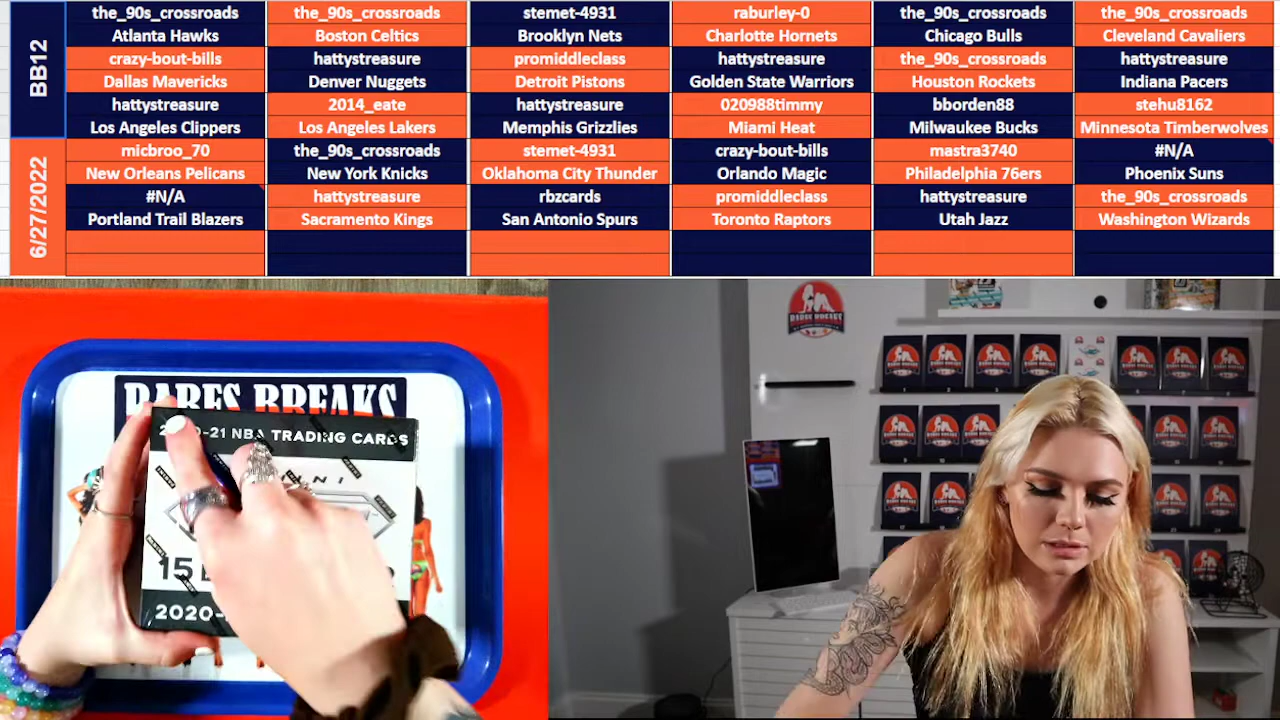 BB12
the_90s_crossroads the_90s_crossroads stemet-4931 raburley-0 the_90s_crossroads the_90s_crossroads
Atlanta Hawks Boston Celtics Brooklyn Nets Charlotte Hornets Chicago Bulls Cleveland Cavaliers
crazy-bout-bills hattystreasure promiddleclass hattystreasure the_90s_crossroads hattystreasure
Dallas Mavericks Denver Nuggets Detroit Pistons Golden State Warriors Houston Rockets Indiana Pacers
hattystreasure 2014_eate hattystreasure 020988timmy bborden88 stehu8162
Los Angeles Clippers Los Angeles Lakers Memphis Grizzlies Miami Heat Milwaukee Bucks Minnesota Timberwolves
6/27/2022
micbroo_70 the_90s_crossroads stemet-4931 crazy-bout-bills mastra3740 #N/A
New Orleans Pelicans New York Knicks Oklahoma City Thunder Orlando Magic Philadelphia 76ers Phoenix Suns
#N/A hattystreasure rbzcards promiddleclass hattystreasure the_90s_crossroads
Portland Trail Blazers Sacramento Kings San Antonio Spurs Toronto Raptors Utah Jazz Washington Wizards
BABES BREAKS
NBA TRADING CARDS
15
BABES BREAKS